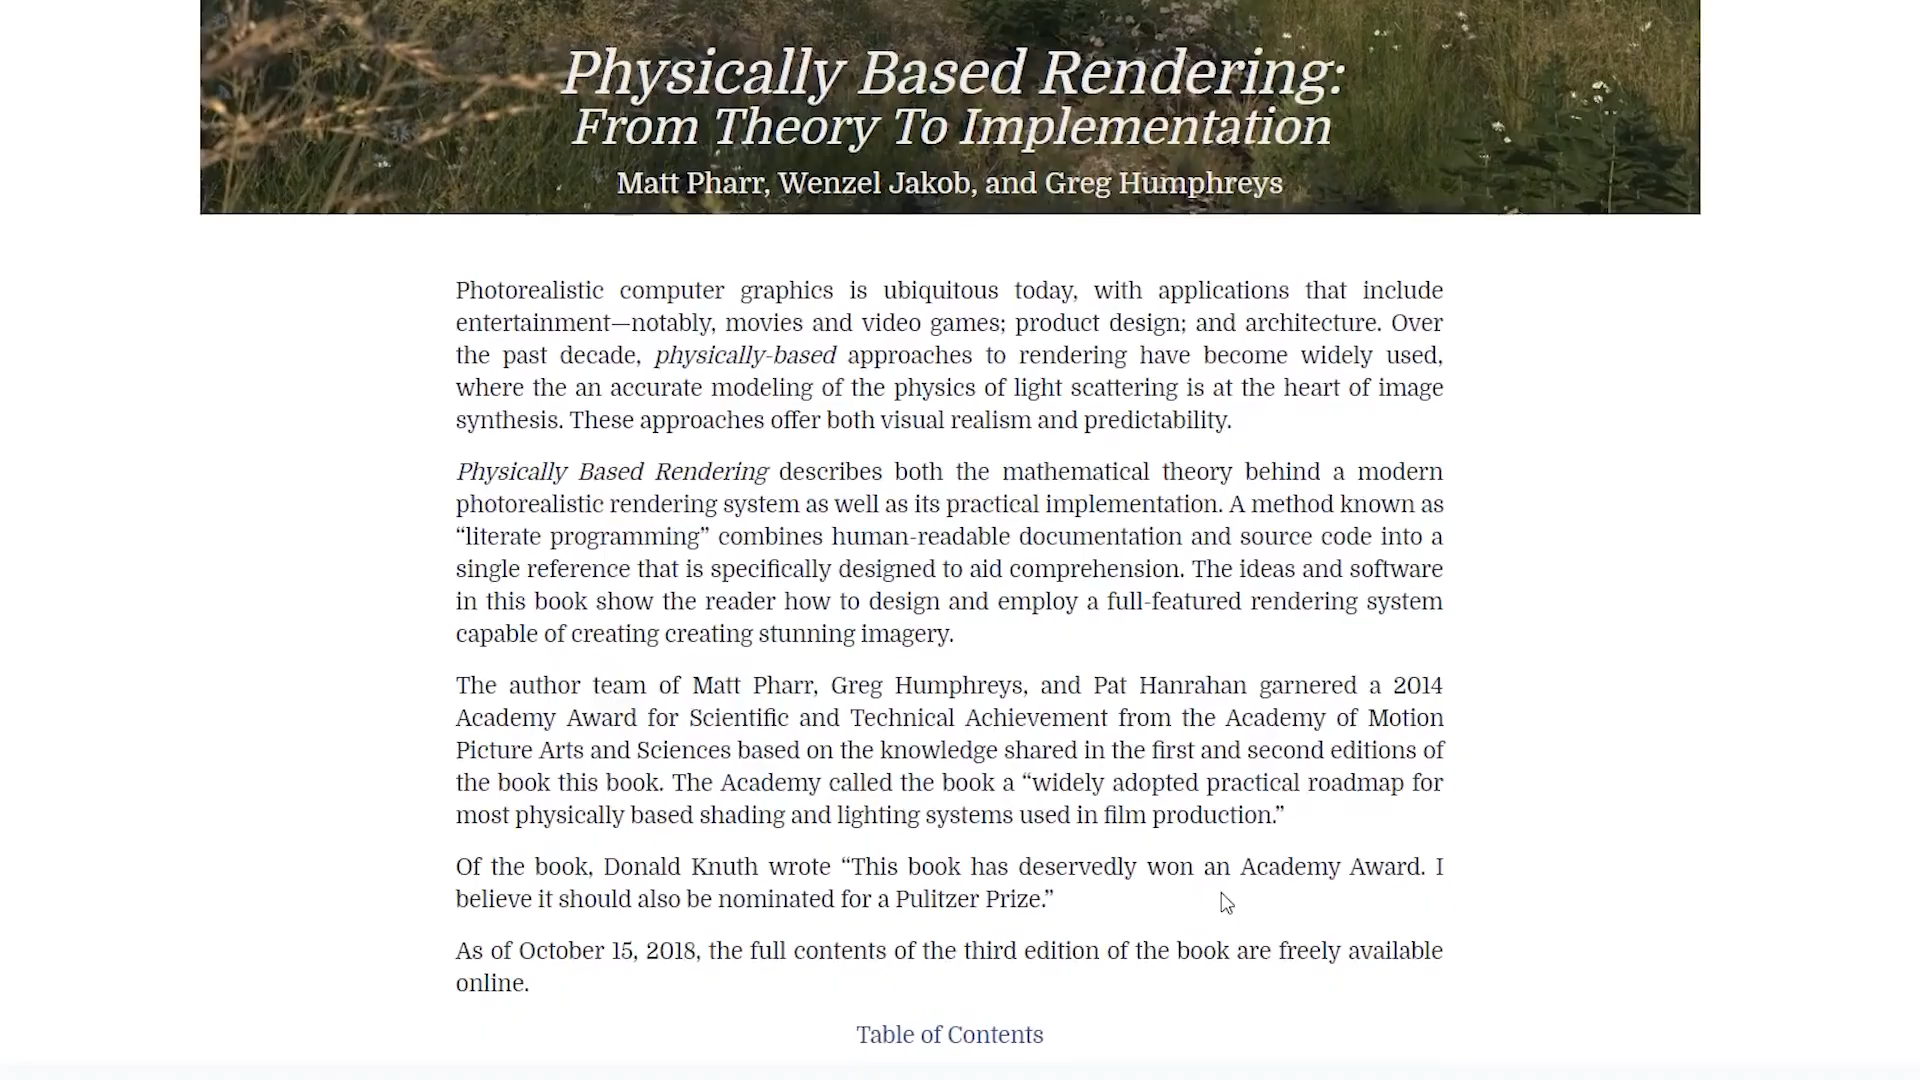 Physically Based Rendering:
From Theory To Implementation
Matt Pharr, Wenzel Jakob, and Greg Humphreys
Photorealistic computer graphics is ubiquitous today, with applications that include
entertainment—notably, movies and video games; product design; and architecture. Over
the past decade, physically-based approaches to rendering have become widely used,
where the an accurate modeling of the physics of light scattering is at the heart of image
synthesis. These approaches offer both visual realism and predictability.
Physically Based Rendering describes both the mathematical theory behind a modern
photorealistic rendering system as well as its practical implementation. A method known as
“literate programming” combines human-readable documentation and source code into a
single reference that is specifically designed to aid comprehension. The ideas and software
in this book show the reader how to design and employ a full-featured rendering system
capable of creating creating stunning imagery.
The author team of Matt Pharr, Greg Humphreys, and Pat Hanrahan garnered a 2014
Academy Award for Scientific and Technical Achievement from the Academy of Motion
Picture Arts and Sciences based on the knowledge shared in the first and second editions of
the book this book. The Academy called the book a “widely adopted practical roadmap for
most physically based shading and lighting systems used in film production.”
Of the book, Donald Knuth wrote “This book has deservedly won an Academy Award. I
believe it should also be nominated for a Pulitzer Prize.”
As of October 15, 2018, the full contents of the third edition of the book are freely available
online.
Table of Contents